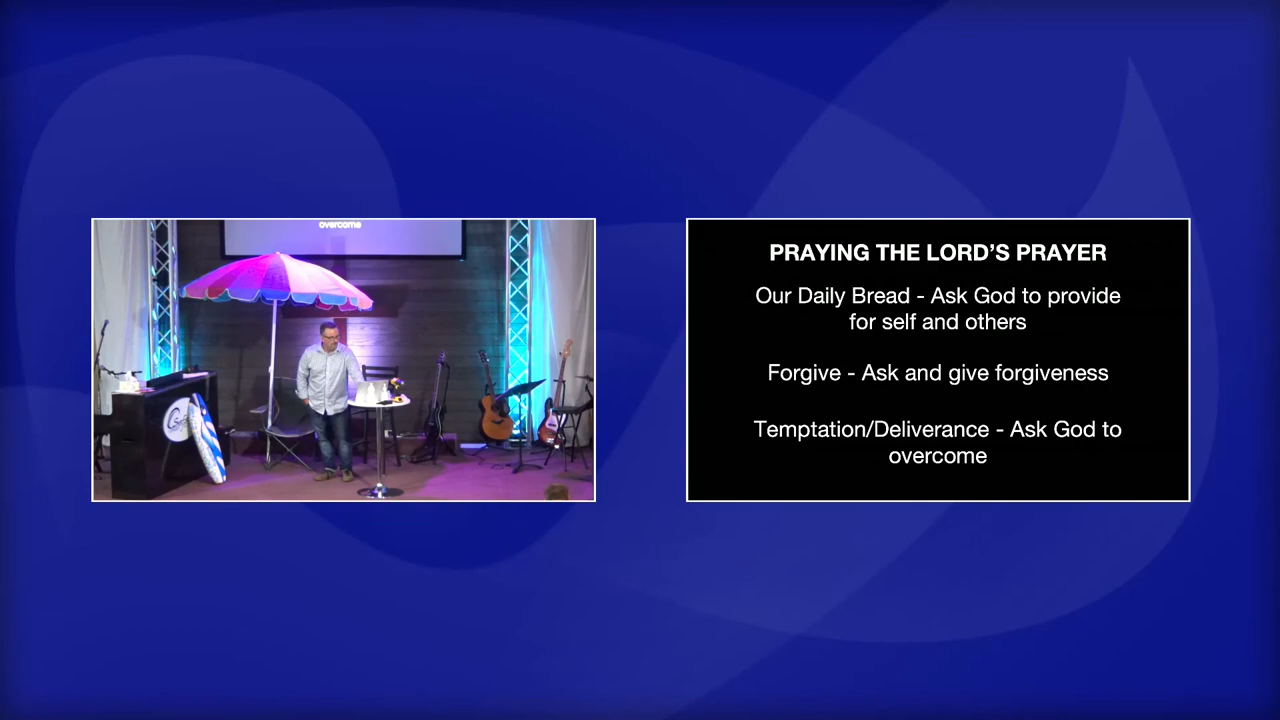 overcome
PRAYING THE LORD'S PRAYER
Our Daily Bread - Ask God to provide
for self and others
Forgive - Ask and give forgiveness
Temptation/Deliverance - Ask God to
overcome